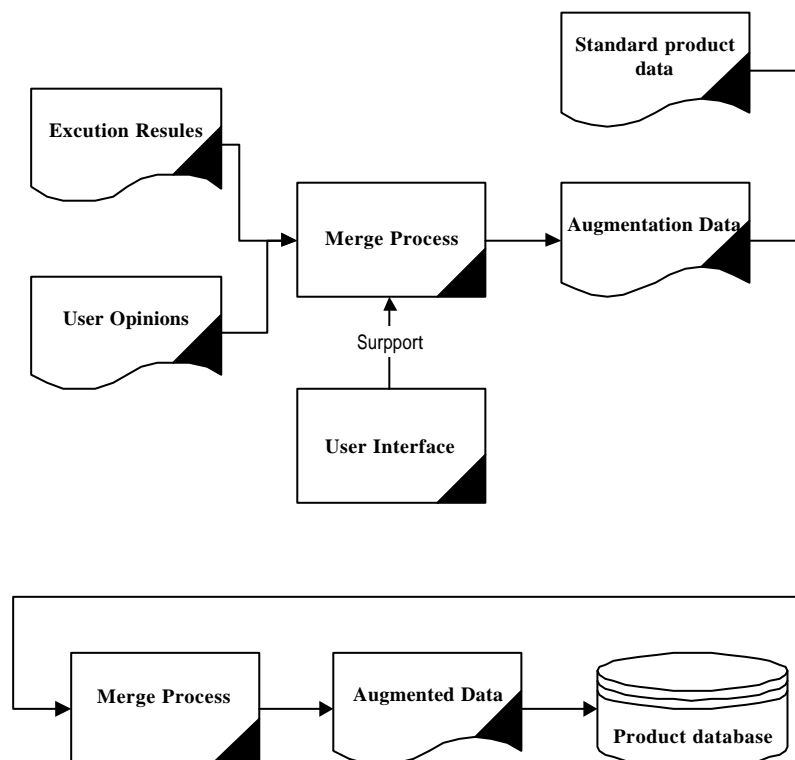 Standard product
data
Excution Resules
Merge Process
Augmentation Data
User Opinions
Surpport
User Interface
Merge Process
Augmented Data
Product database